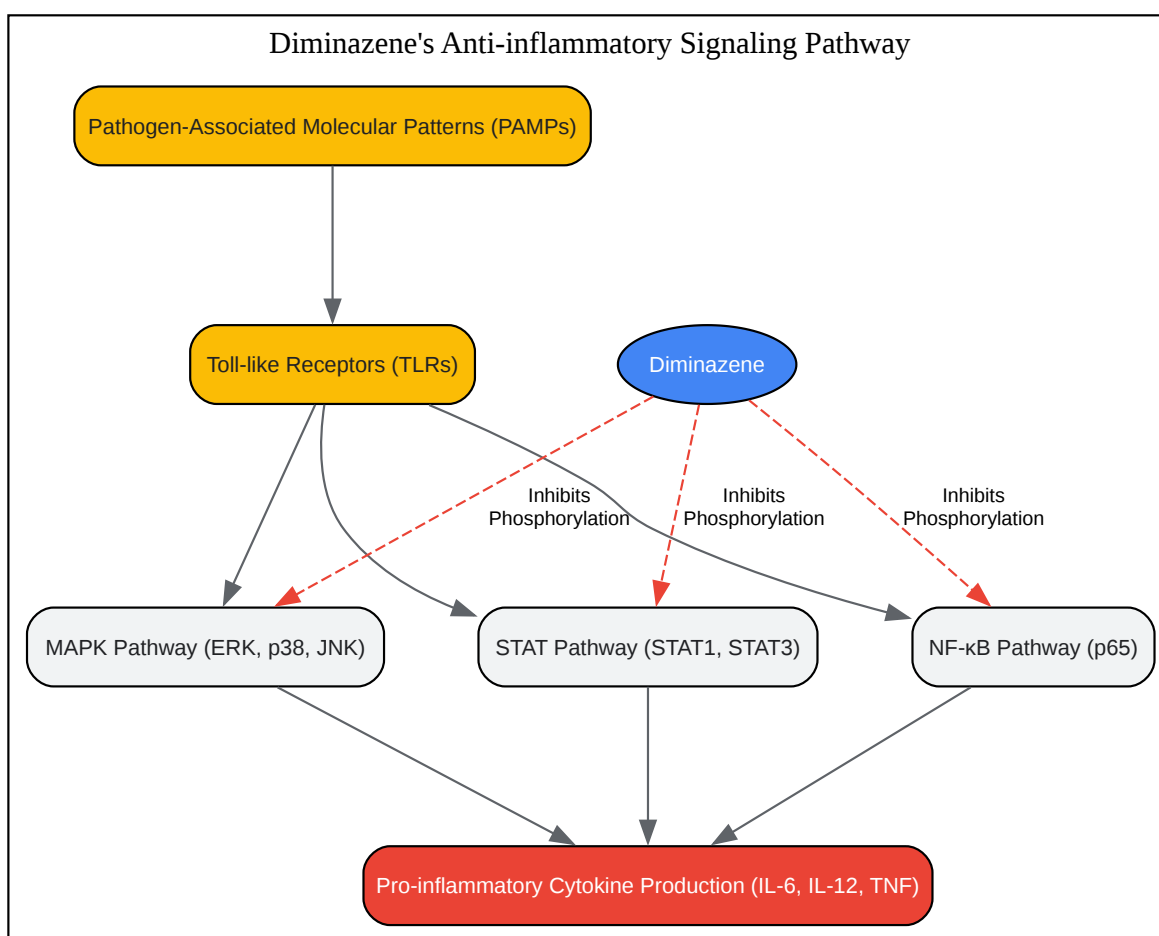 Diminazene's Anti-inflammatory Signaling Pathway
Pathogen-Associated Molecular Patterns (PAMPs)
Toll-like Receptors (TLRs)
Diminazene
Inhibits
Phosphorylation
Inhibits
Phosphorylation
Inhibits
Phosphorylation
MAPK Pathway (ERK, p38, JNK)
STAT Pathway (STAT1, STAT3)
NF-κB Pathway (p65)
Pro-inflammatory Cytokine Production (IL-6, IL-12, TNF)